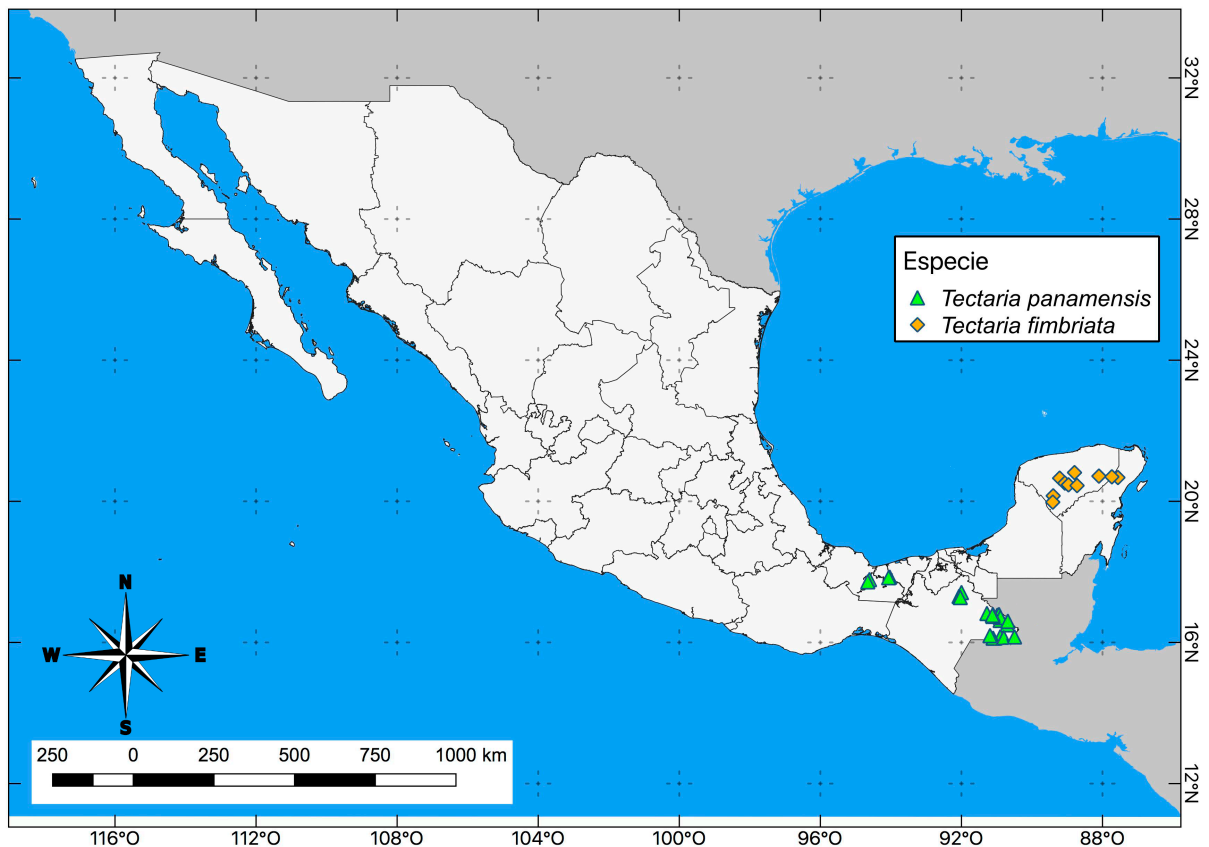 32°N
28°N
Especie
Tectaria panamensis
Tectaria fimbriata
24°N
20°N
N
W
E
S
16°N
250 0 250 500 750 1000 km
12°N
116°O 112°O 108°O 104°O 100°O 96°O 92°O 88°O